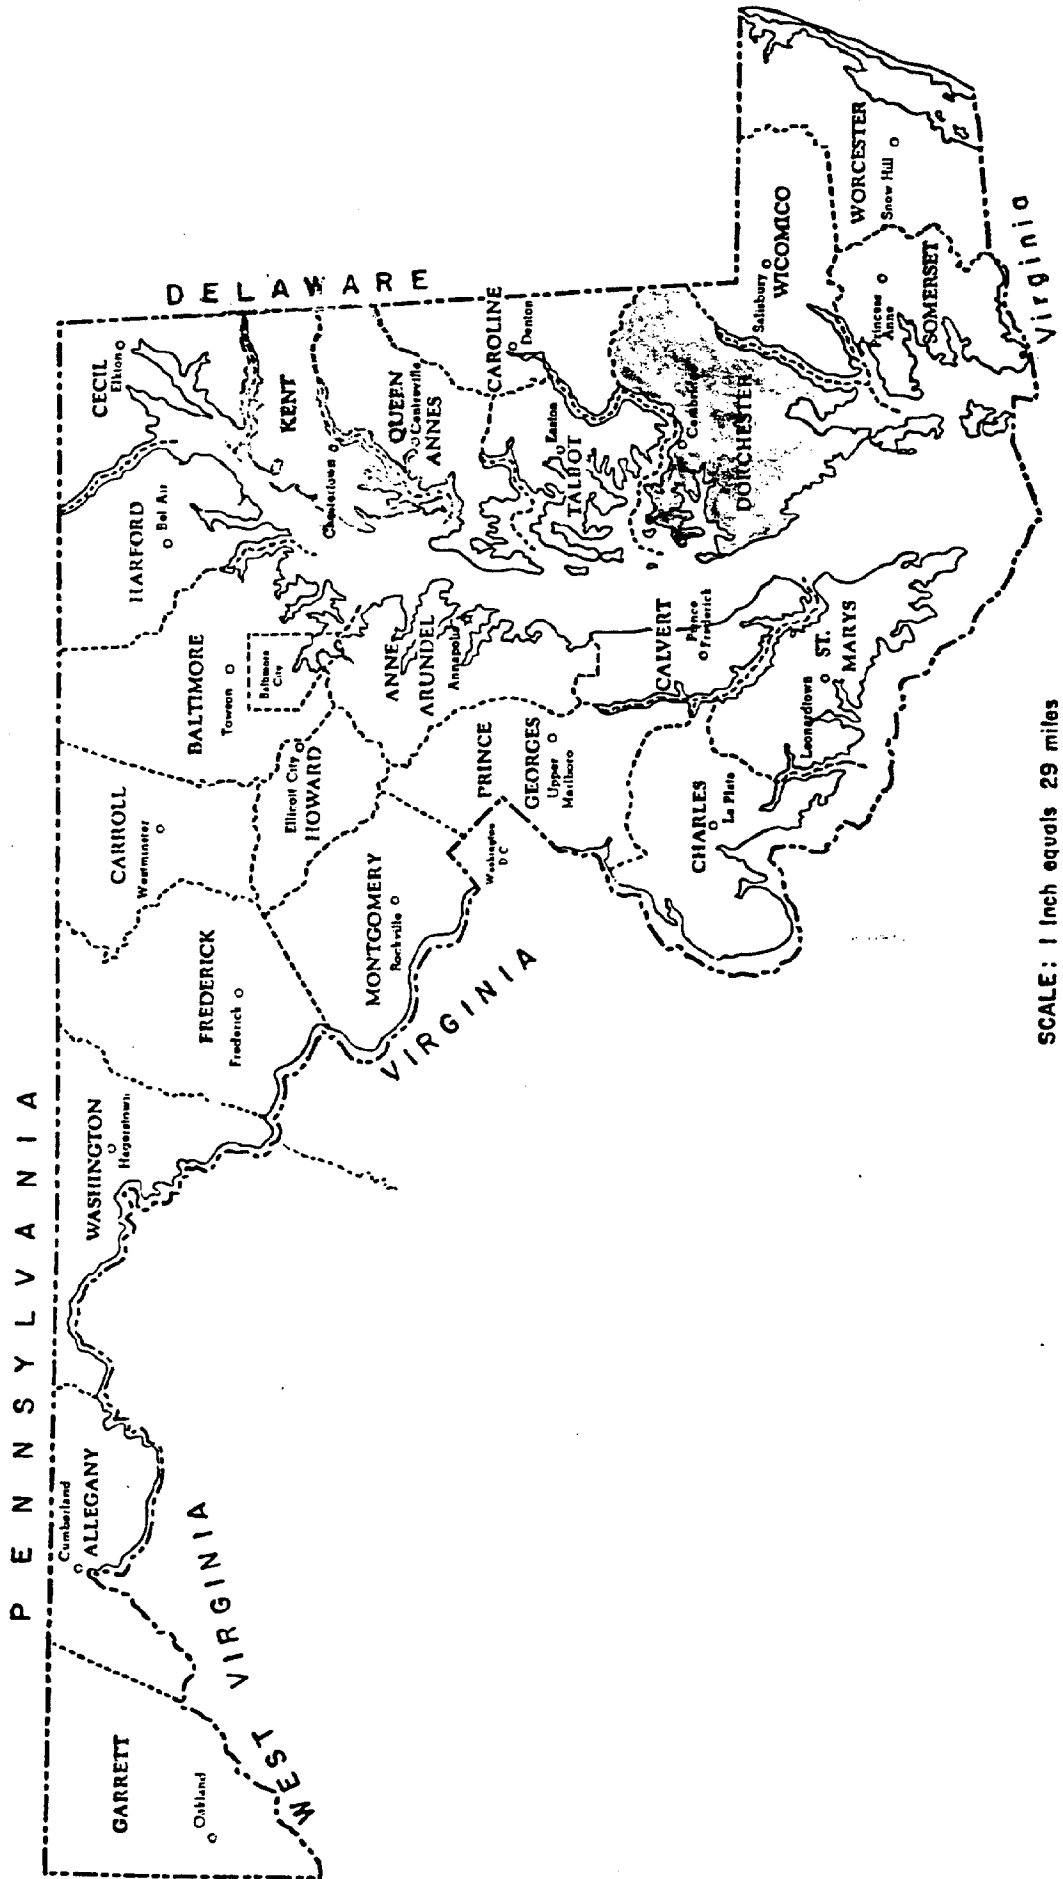 PENNSYLVANIA
DELAWARE
VIRGINIA
WEST VIRGINIA
Virginia
GARRETT
Oakland
Cumberland
ALLEGANY
WASHINGTON
Hagerstown
FREDERICK
Frederick
CARROLL
Westminster
BALTIMORE
Towson
Baltimore
City
HARFORD
Bel Air
CECIL
Elkton
KENT
Chestertown
QUEEN
Centreville
ANNES
CAROLINE
Denton
Easton
TALBOT
Cambridge
DORCHESTER
Salisbury
WICOMICO
WORCESTER
Snow Hill
Princess
Anne
SOMERSET
Ellicott City
HOWARD
MONTGOMERY
Rockville
ANNE
ARUNDEL
Annapolis
PRINCE
GEORGES
Upper
Marlboro
Washington
D C
CALVERT
Prince
Frederick
CHARLES
La Plata
Leonardtown
ST.
MARYS
SCALE: 1 Inch equals 29 miles